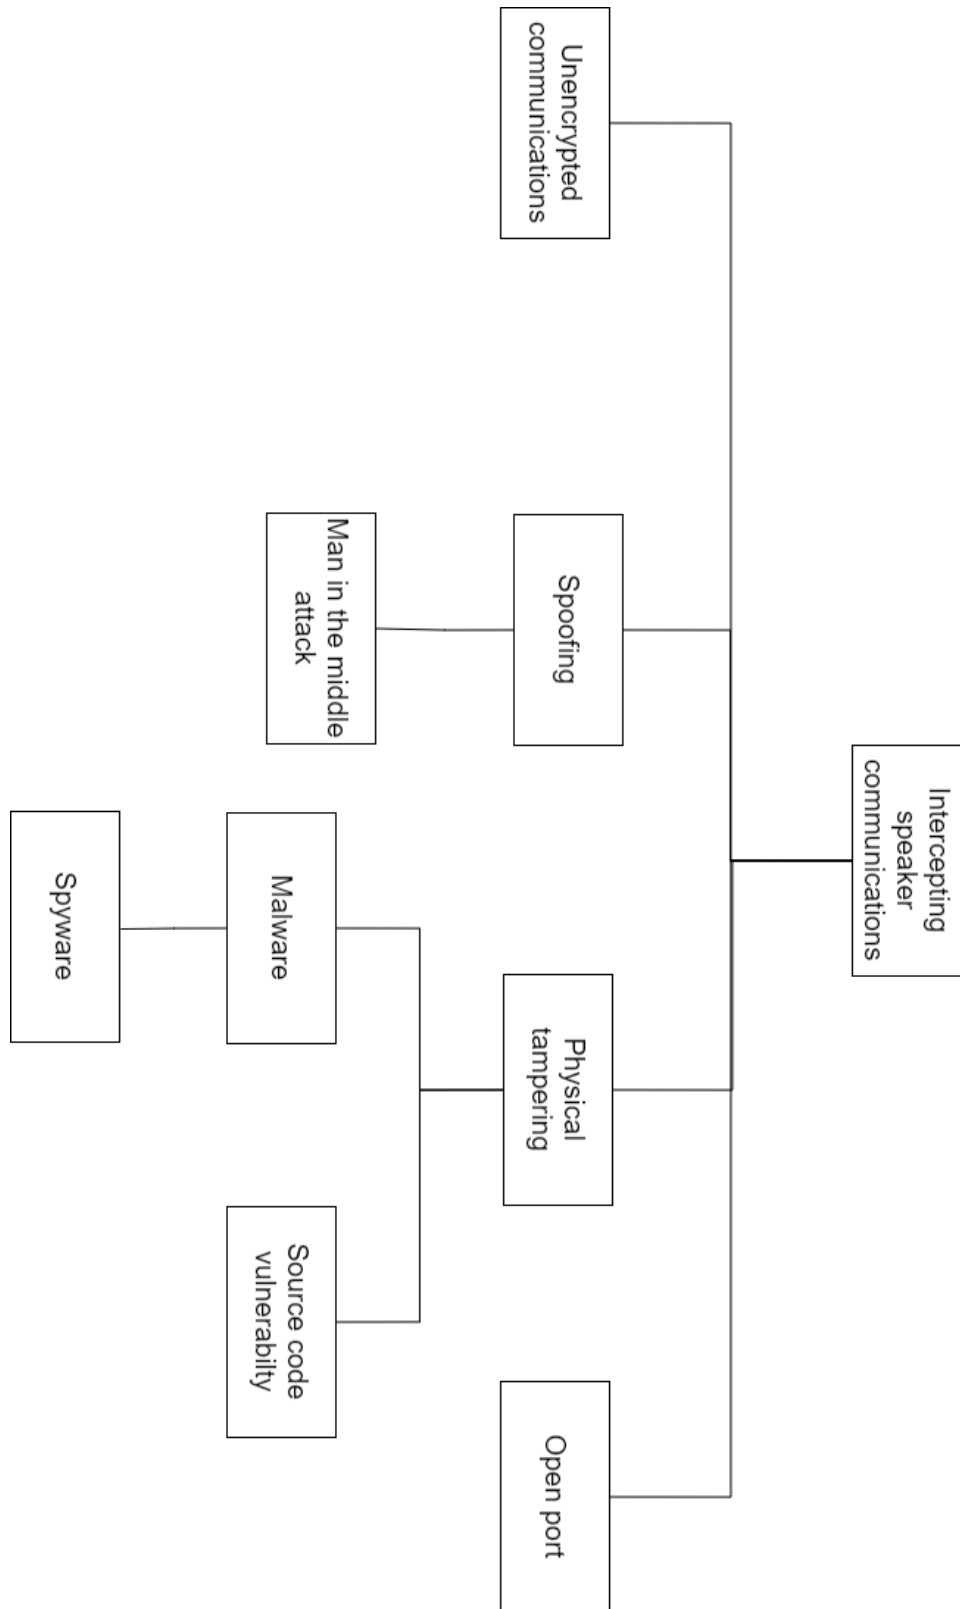 Intercepting
speaker
communications
Unencrypted
communications
Spoofing
Physical
tampering
Open port
Man in the middle
attack
Malware
Source code
vulnerabilty
Spyware